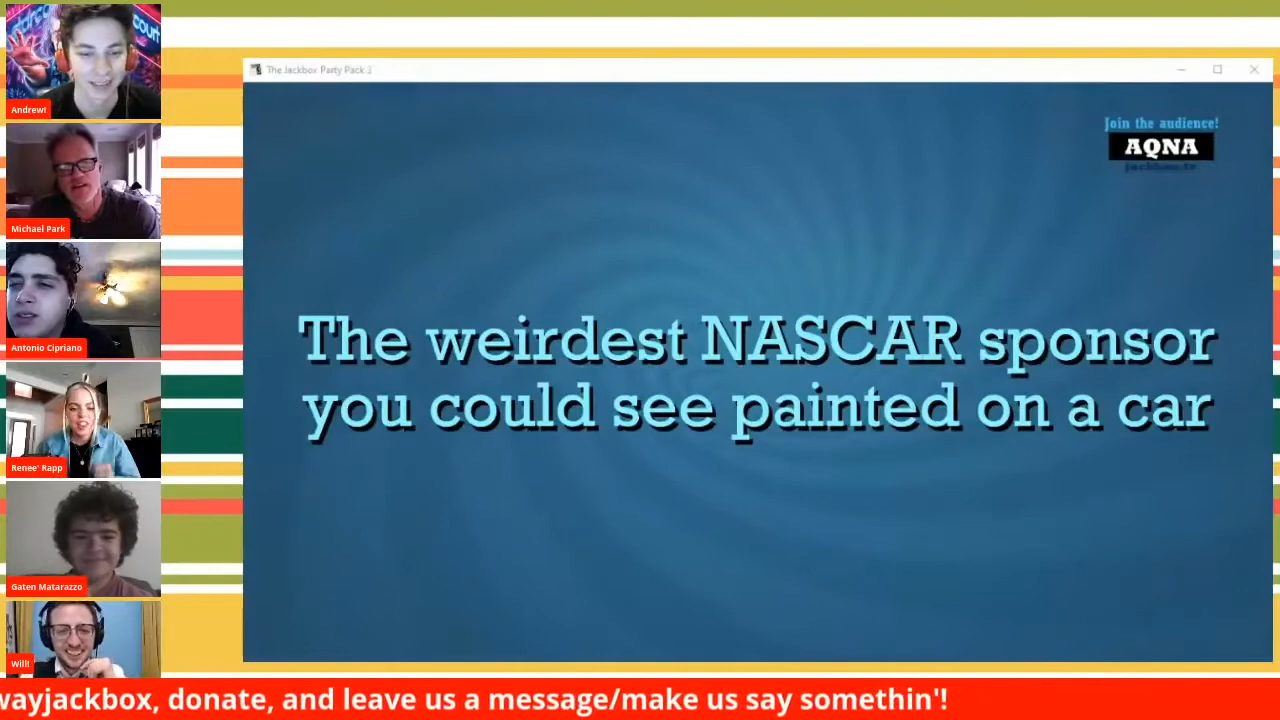 Andrew!
Michael Park
Antonio Cipriano
Renee' Rapp
Gaten Matarazzo
Will!
The Jackbox Party Pack 2
Join the audience!
AQNA
jackbox.tv
The weirdest NASCAR sponsor
you could see painted on a car
wayjackbox, donate, and leave us a message/make us say somethin'!